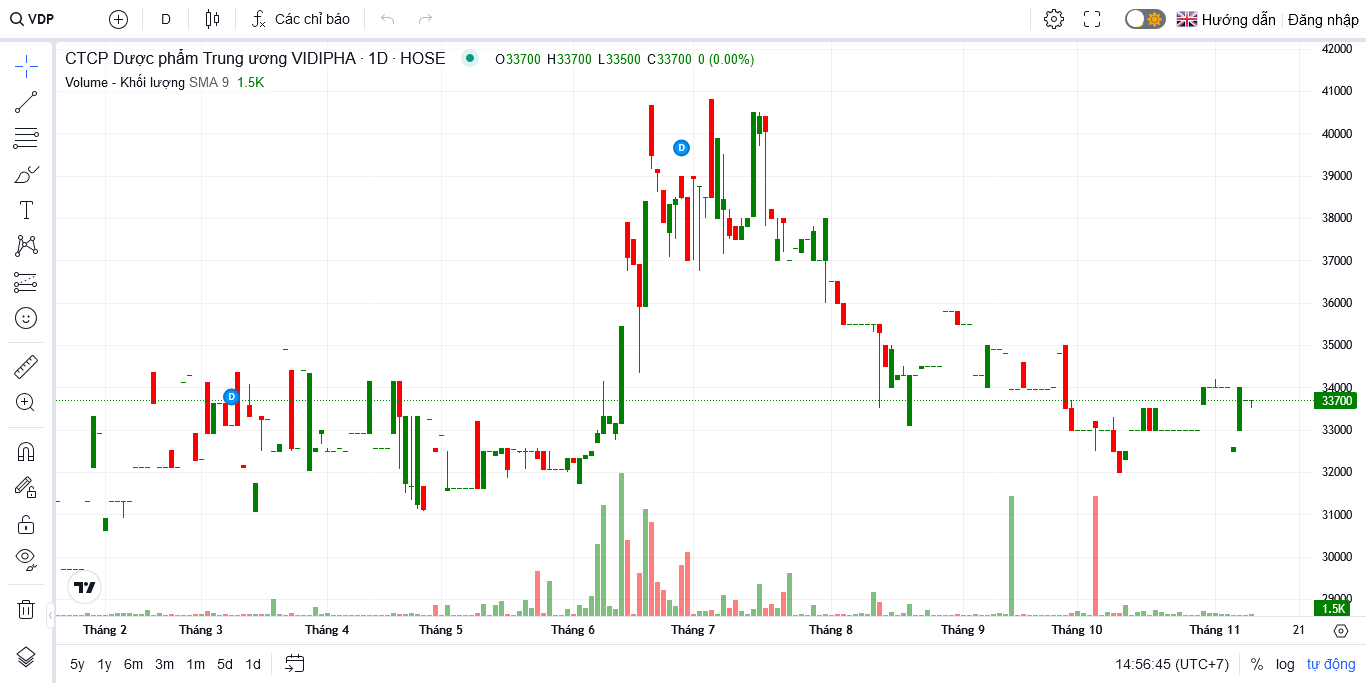 VDP D Các chỉ báo Hướng dẫn Đăng nhập
CTCP Dược phẩm Trung ương VIDIPHA · 1D · HOSE O33700 H33700 L33500 C33700 0 (0.00%)
Volume - Khối lượng SMA 9 1.5K
42000
41000
40000
39000
38000
37000
36000
35000
34000
33700
33000
32000
31000
30000
29000
1.5K
D
D
Tháng 2 Tháng 3 Tháng 4 Tháng 5 Tháng 6 Tháng 7 Tháng 8 Tháng 9 Tháng 10 Tháng 11 21
5y 1y 6m 3m 1m 5d 1d 14:56:45 (UTC+7) % log tự động